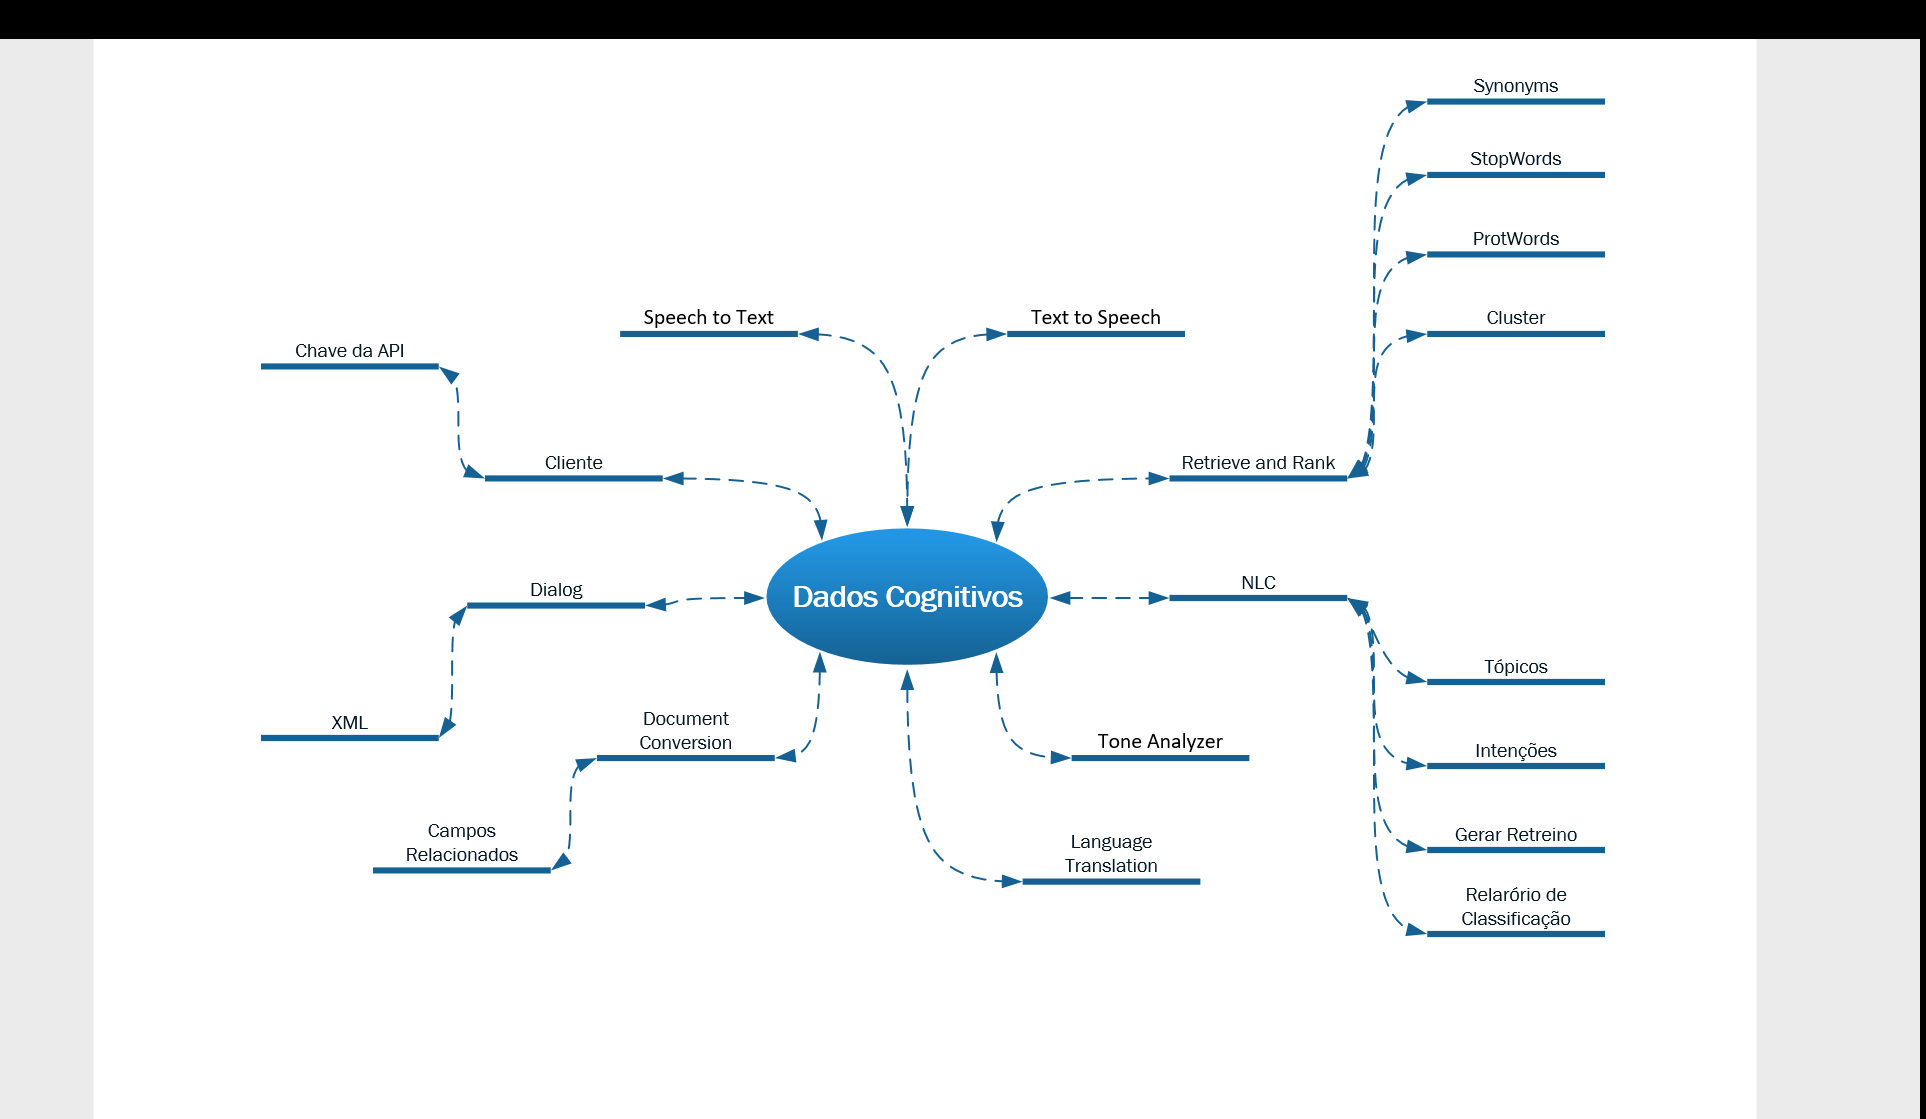 Synonyms
StopWords
ProtWords
Cluster
Speech to Text
Text to Speech
Chave da API
Cliente
Retrieve and Rank
Dados Cognitivos
Dialog
NLC
Tópicos
XML
Document
Conversion
Tone Analyzer
Intenções
Campos
Relacionados
Language
Translation
Gerar Retreino
Relarório de
Classificação